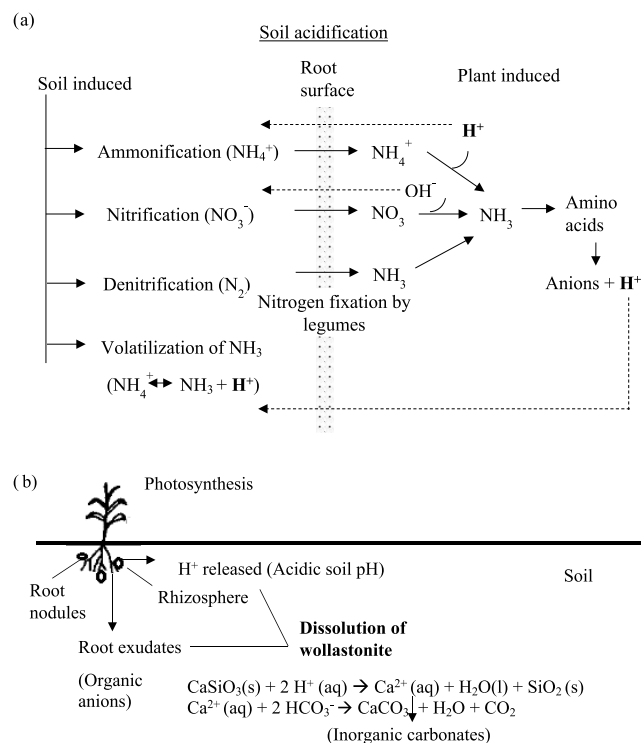 (a)
Soil acidification
Soil induced
Root
surface
Plant induced
H⁺
Ammonification (NH₄⁺)
NH₄⁺
OH⁻
Nitrification (NO₃⁻)
NO₃
NH₃
Amino
acids
Denitrification (N₂)
NH₃
Anions + H⁺
Nitrogen fixation by
legumes
Volatilization of NH₃
(NH₄⁺ ↔ NH₃ + H⁺)
(b)
Photosynthesis
H⁺ released (Acidic soil pH)
Soil
Root
nodules
Rhizosphere
Root exudates
(Organic
anions)
Dissolution of
wollastonite
CaSiO₃(s) + 2 H⁺ (aq) → Ca²⁺ (aq) + H₂O(l) + SiO₂ (s)
Ca²⁺ (aq) + 2 HCO₃⁻ → CaCO₃ + H₂O + CO₂
(Inorganic carbonates)